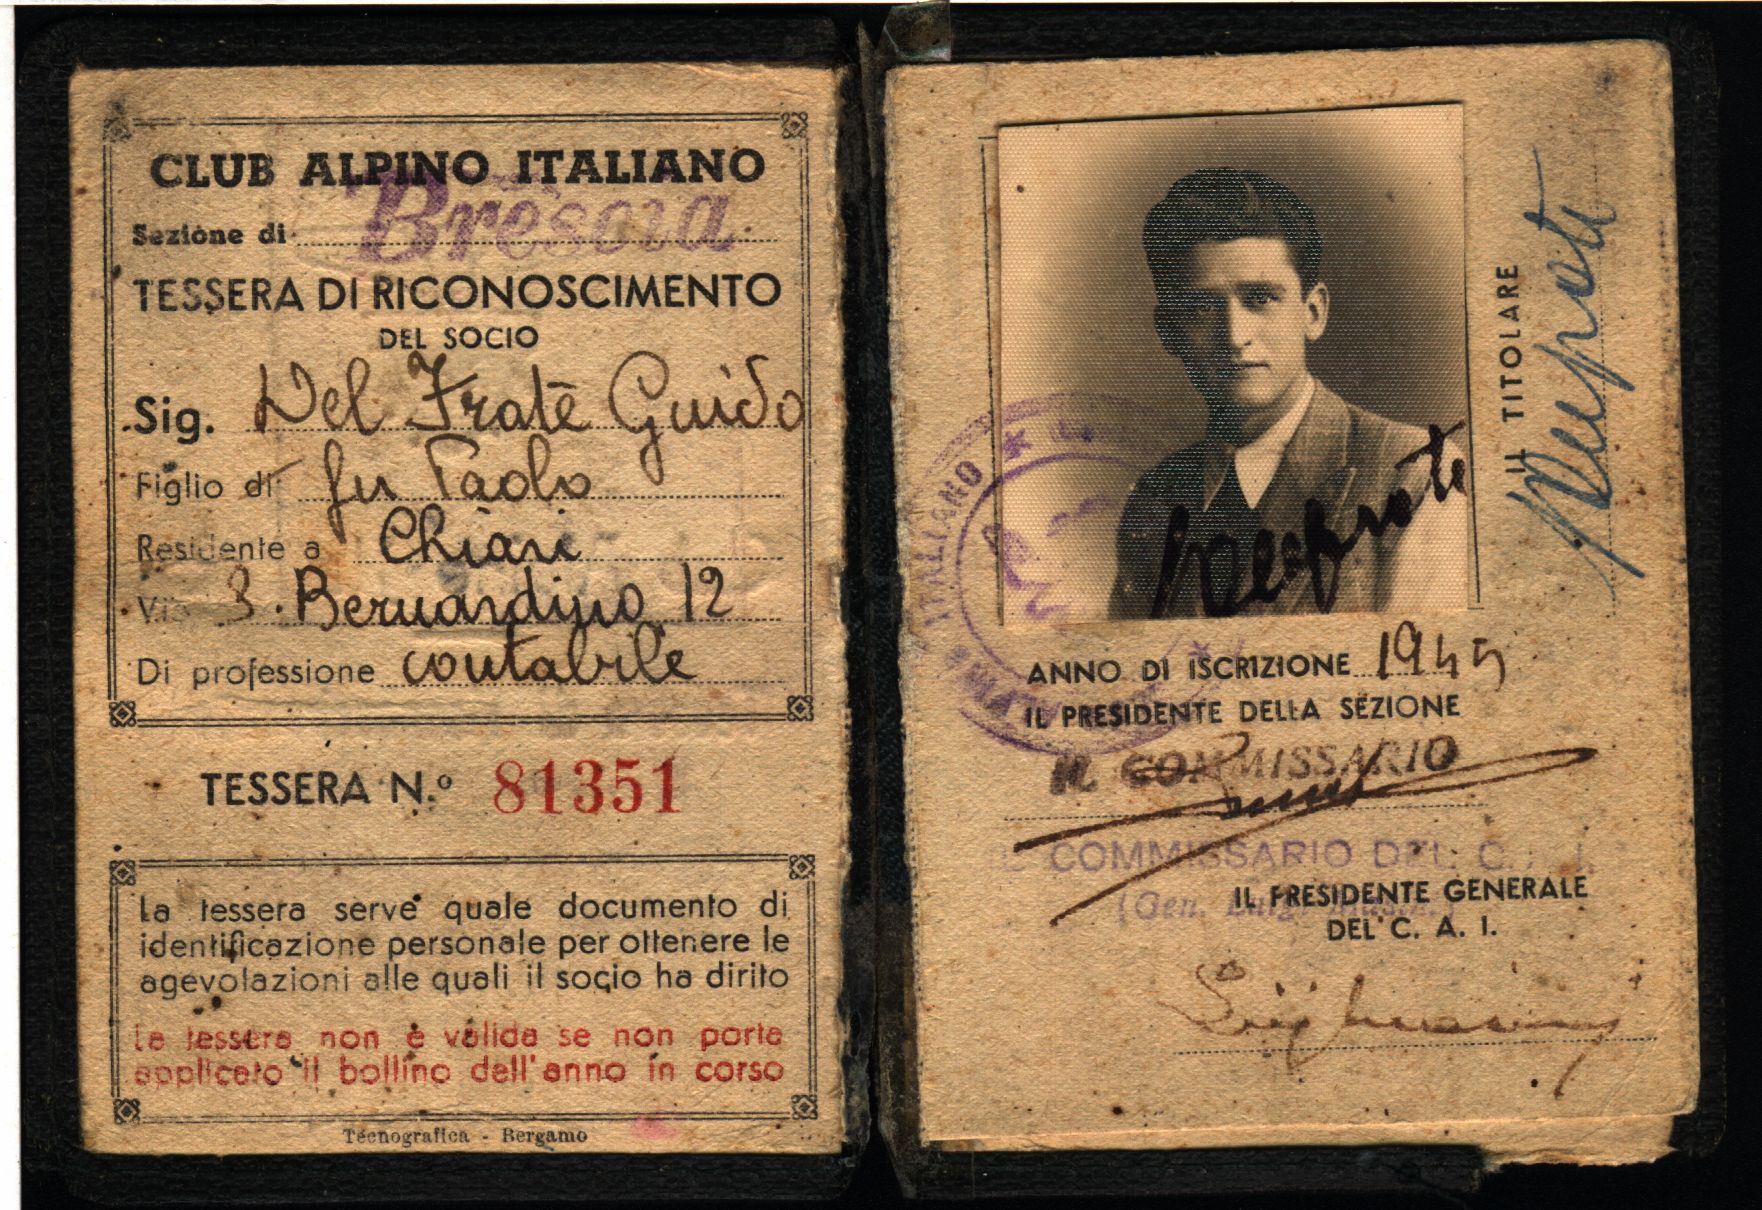 CLUB ALPINO ITALIANO
Sezione di Brescia
TESSERA DI RICONOSCIMENTO
DEL SOCIO
Sig. Del Frate Guido
Figlio di fu Paolo
Residente a Chiari
Via S. Bernardino 12
Di professione contabile
TESSERA N.º 81351
La tessera serve quale documento di
identificazione personale per ottenere le
agevolazioni alle quali il socio ha dirito
La tessera non è valida se non porta
applicato il bollino dell'anno in corso
Tecnografica - Bergamo
ITALIANO
IL TITOLARE
ANNO DI ISCRIZIONE 1945
IL PRESIDENTE DELLA SEZIONE
IL COMMISSARIO
COMMISSARIO DEL C.
IL PRESIDENTE GENERALE
(Gen.
DEL C. A. I.